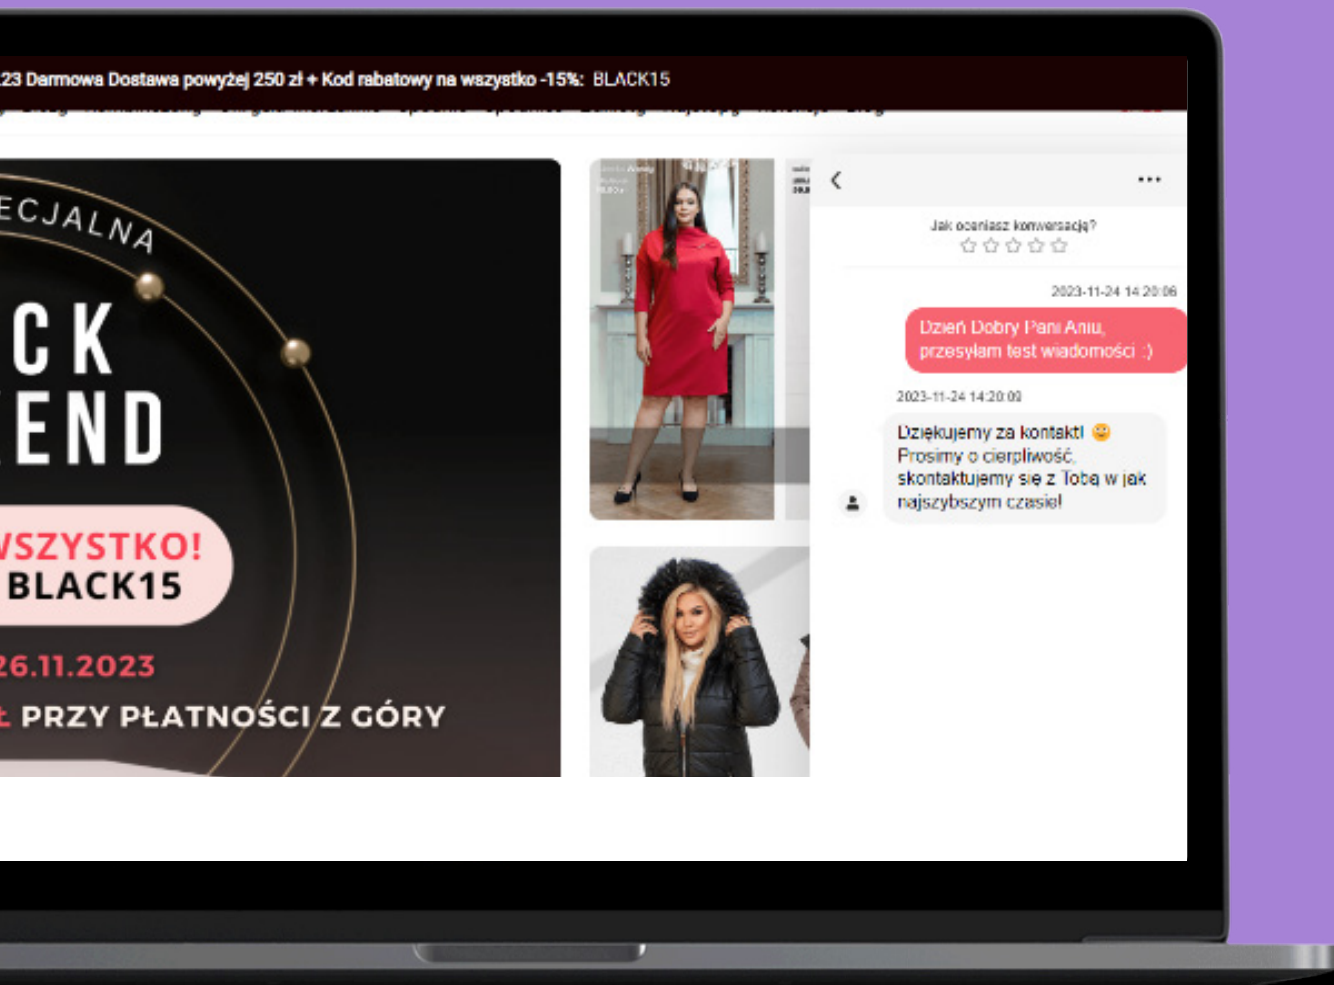 .23 Darmowa Dostawa powyżej 250 zł + Kod rabatowy na wszystko -15%: BLACK15
ECJALNA
CK
END
WSZYSTKO!
BLACK15
26.11.2023
Ł PRZY PŁATNOŚCI Z GÓRY
Jak oceniasz konwersację?
2023-11-24 14:20:06
Dzień Dobry Pani Aniu,
przesyłam test wiadomości :)
2023-11-24 14:20:09
Dziękujemy za kontakt! 😀
Prosimy o cierpliwość,
skontaktujemy się z Tobą w jak
najszybszym czasie!